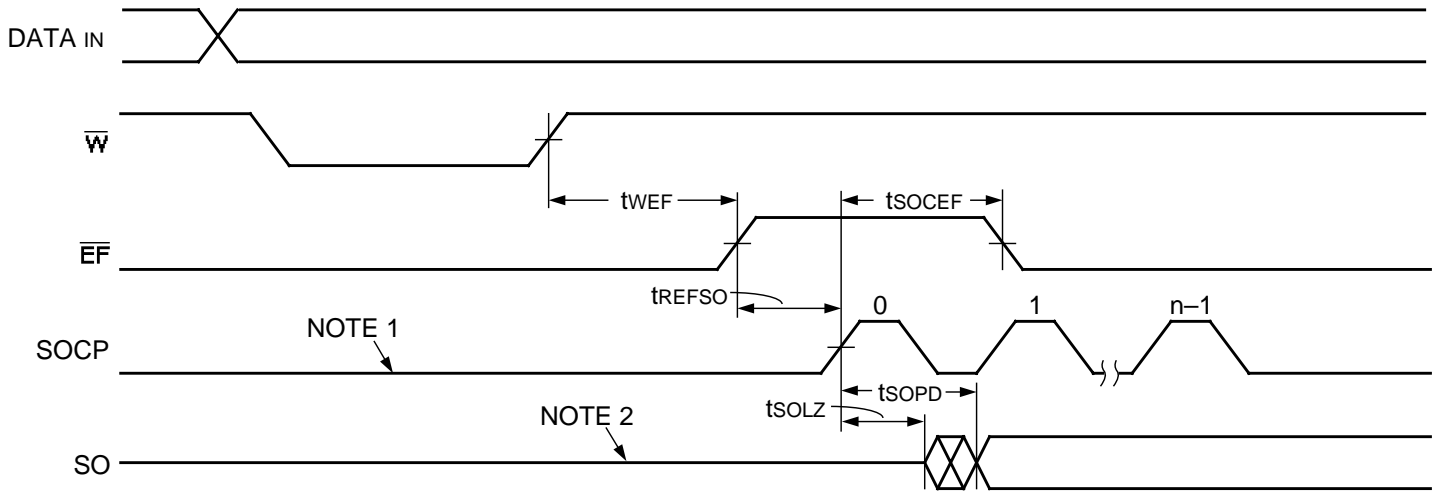 DATA IN
W
tWEF
tSOCEF
EF
tREFSO
0
1
n–1
NOTE 1
SOCP
tSOPD
tSOLZ
NOTE 2
SO